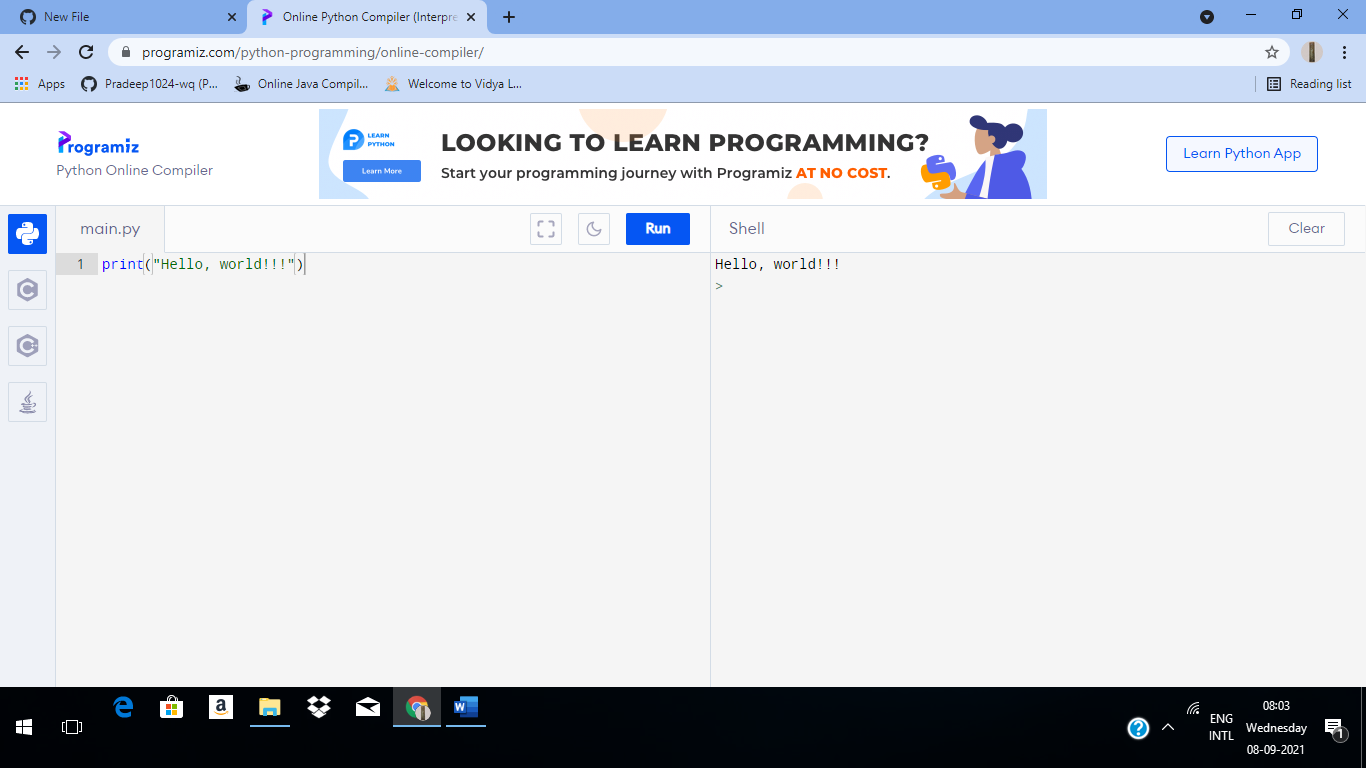 New File
Online Python Compiler (Interpre
programiz.com/python-programming/online-compiler/
Apps
Pradeep1024-wq (P...
Online Java Compil...
Welcome to Vidya L...
Reading list
Programiz
Python Online Compiler
LEARN
PYTHON
Learn More
LOOKING TO LEARN PROGRAMMING?
Start your programming journey with Programiz AT NO COST.
Learn Python App
main.py
Run
Shell
Clear
1 print("Hello, world!!!")
Hello, world!!!
>
ENG
INTL
08:03
Wednesday
08-09-2021
1